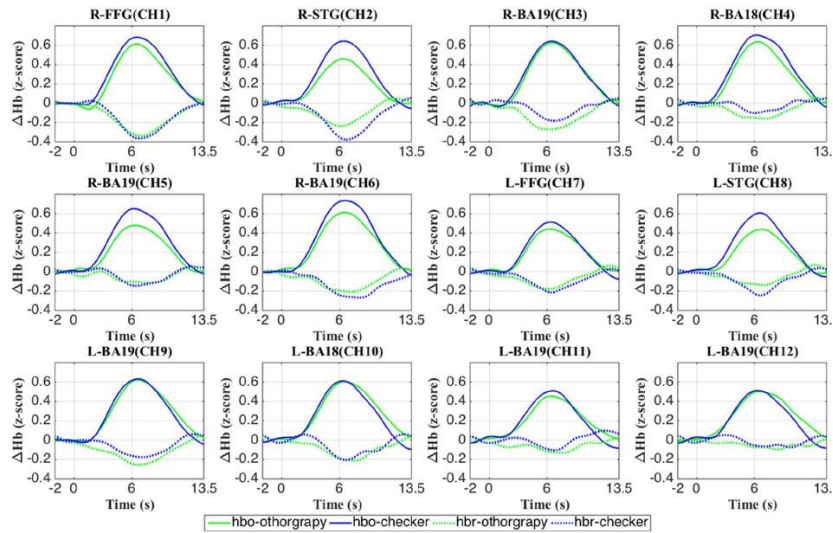 R-FFG(CH1) R-STG(CH2) R-BA19(CH3) R-BA18(CH4)
ΔHb (z-score) 0.6 0.4 0.2 0 -0.2 -0.4 ΔHb (z-score) 0.6 0.4 0.2 0 -0.2 -0.4 ΔHb (z-score) 0.6 0.4 0.2 0 -0.2 -0.4 ΔHb (z-score) 0.6 0.4 0.2 0 -0.2 -0.4
-2 0 6 13.5 -2 0 6 13.5 -2 0 6 13.5 -2 0 6 13.5
Time (s) Time (s) Time (s) Time (s)
R-BA19(CH5) R-BA19(CH6) L-FFG(CH7) L-STG(CH8)
ΔHb (z-score) 0.6 0.4 0.2 0 -0.2 -0.4 ΔHb (z-score) 0.6 0.4 0.2 0 -0.2 -0.4 ΔHb (z-score) 0.6 0.4 0.2 0 -0.2 -0.4 ΔHb (z-score) 0.6 0.4 0.2 0 -0.2 -0.4
-2 0 6 13.5 -2 0 6 13.5 -2 0 6 13.5 -2 0 6 13.5
Time (s) Time (s) Time (s) Time (s)
L-BA19(CH9) L-BA18(CH10) L-BA19(CH11) L-BA19(CH12)
ΔHb (z-score) 0.6 0.4 0.2 0 -0.2 -0.4 ΔHb (z-score) 0.6 0.4 0.2 0 -0.2 -0.4 ΔHb (z-score) 0.6 0.4 0.2 0 -0.2 -0.4 ΔHb (z-score) 0.6 0.4 0.2 0 -0.2 -0.4
-2 0 6 13.5 -2 0 6 13.5 -2 0 6 13.5 -2 0 6 13.5
Time (s) Time (s) Time (s) Time (s)
hbo-othorgrapy hbo-checker hbr-othorgrapy hbr-checker